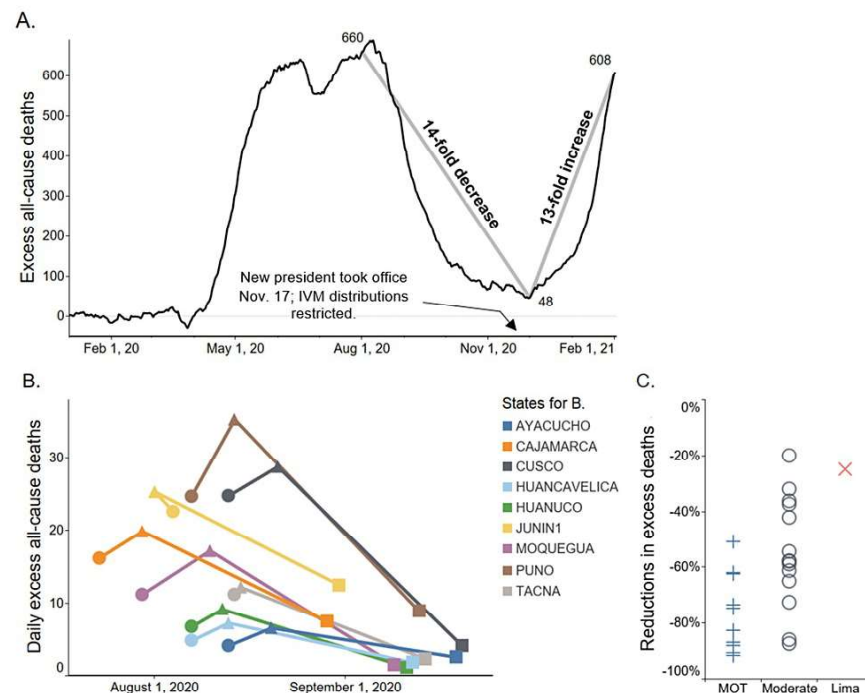 A.
Excess all-cause deaths
600
500
400
300
200
100
0
660
608
14-fold decrease
13-fold increase
New president took office
Nov. 17; IVM distributions
restricted.
48
Feb 1, 20
May 1, 20
Aug 1, 20
Nov 1, 20
Feb 1, 21
B.
Daily excess all-cause deaths
30
20
10
0
August 1, 2020
September 1, 2020
States for B.
AYACUCHO
CAJAMARCA
CUSCO
HUANCAVELICA
HUANUCO
JUNIN1
MOQUEGUA
PUNO
TACNA
C.
Reductions in excess deaths
0%
-20%
-40%
-60%
-80%
-100%
MOT
Moderate
Lima